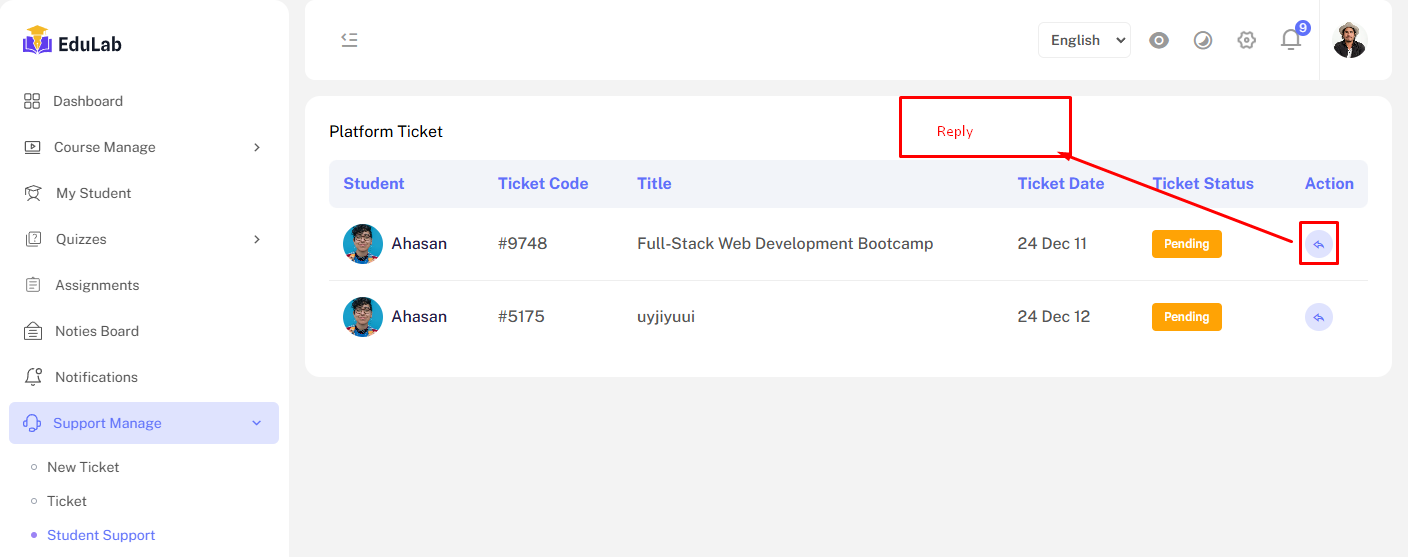 EduLab
English
9
Dashboard
Course Manage
My Student
Quizzes
Assignments
Noties Board
Notifications
Support Manage
New Ticket
Ticket
Student Support
Platform Ticket
Reply
Student Ticket Code Title Ticket Date Ticket Status Action
Ahasan #9748 Full-Stack Web Development Bootcamp 24 Dec 11 Pending
Ahasan #5175 uyjiyuui 24 Dec 12 Pending